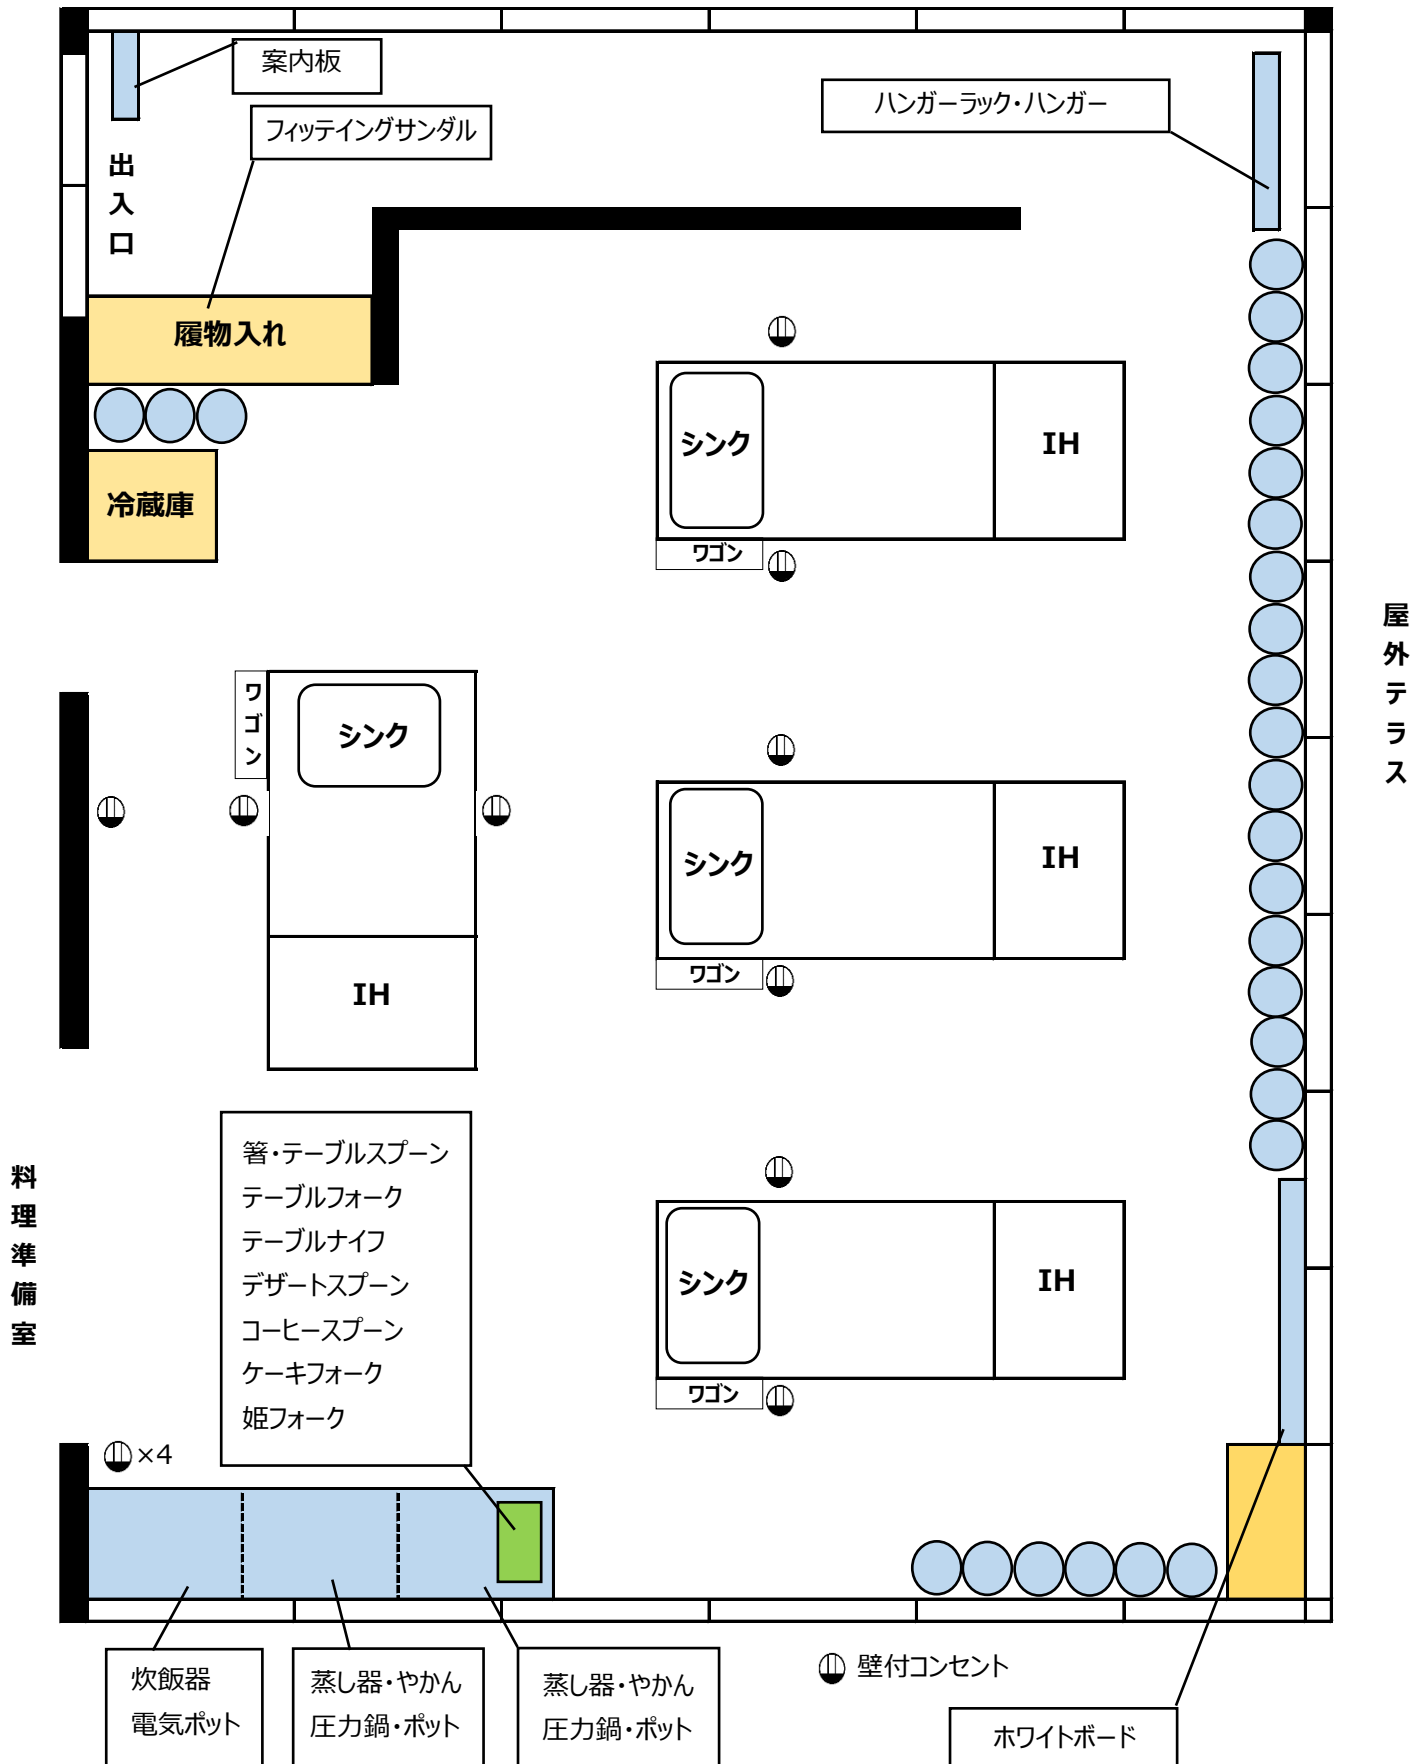 案内板
ハンガーラック・ハンガー
フィッテイングサンダル
出入口
履物入れ
冷蔵庫
シンク
IH
ワゴン
屋外テラス
ワゴン
シンク
IH
シンク
IH
ワゴン
料理準備室
箸・テーブルスプーン
テーブルフォーク
テーブルナイフ
デザートスプーン
コーヒースプーン
ケーキフォーク
姫フォーク
シンク
IH
ワゴン
×4
炊飯器
電気ポット
蒸し器・やかん
圧力鍋・ポット
蒸し器・やかん
圧力鍋・ポット
壁付コンセント
ホワイトボード